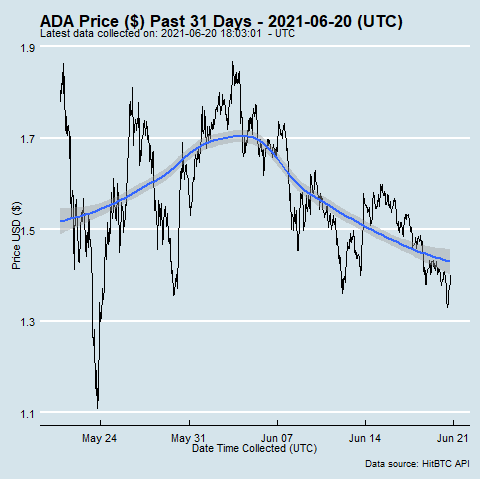 ADA Price ($) Past 31 Days - 2021-06-20 (UTC)
Latest data collected on: 2021-06-20 18:03:01  - UTC
1.9
1.7
1.5
1.3
1.1
Price USD ($)
May 24
May 31
Jun 07
Jun 14
Jun 21
Date Time Collected (UTC)
Data source: HitBTC API